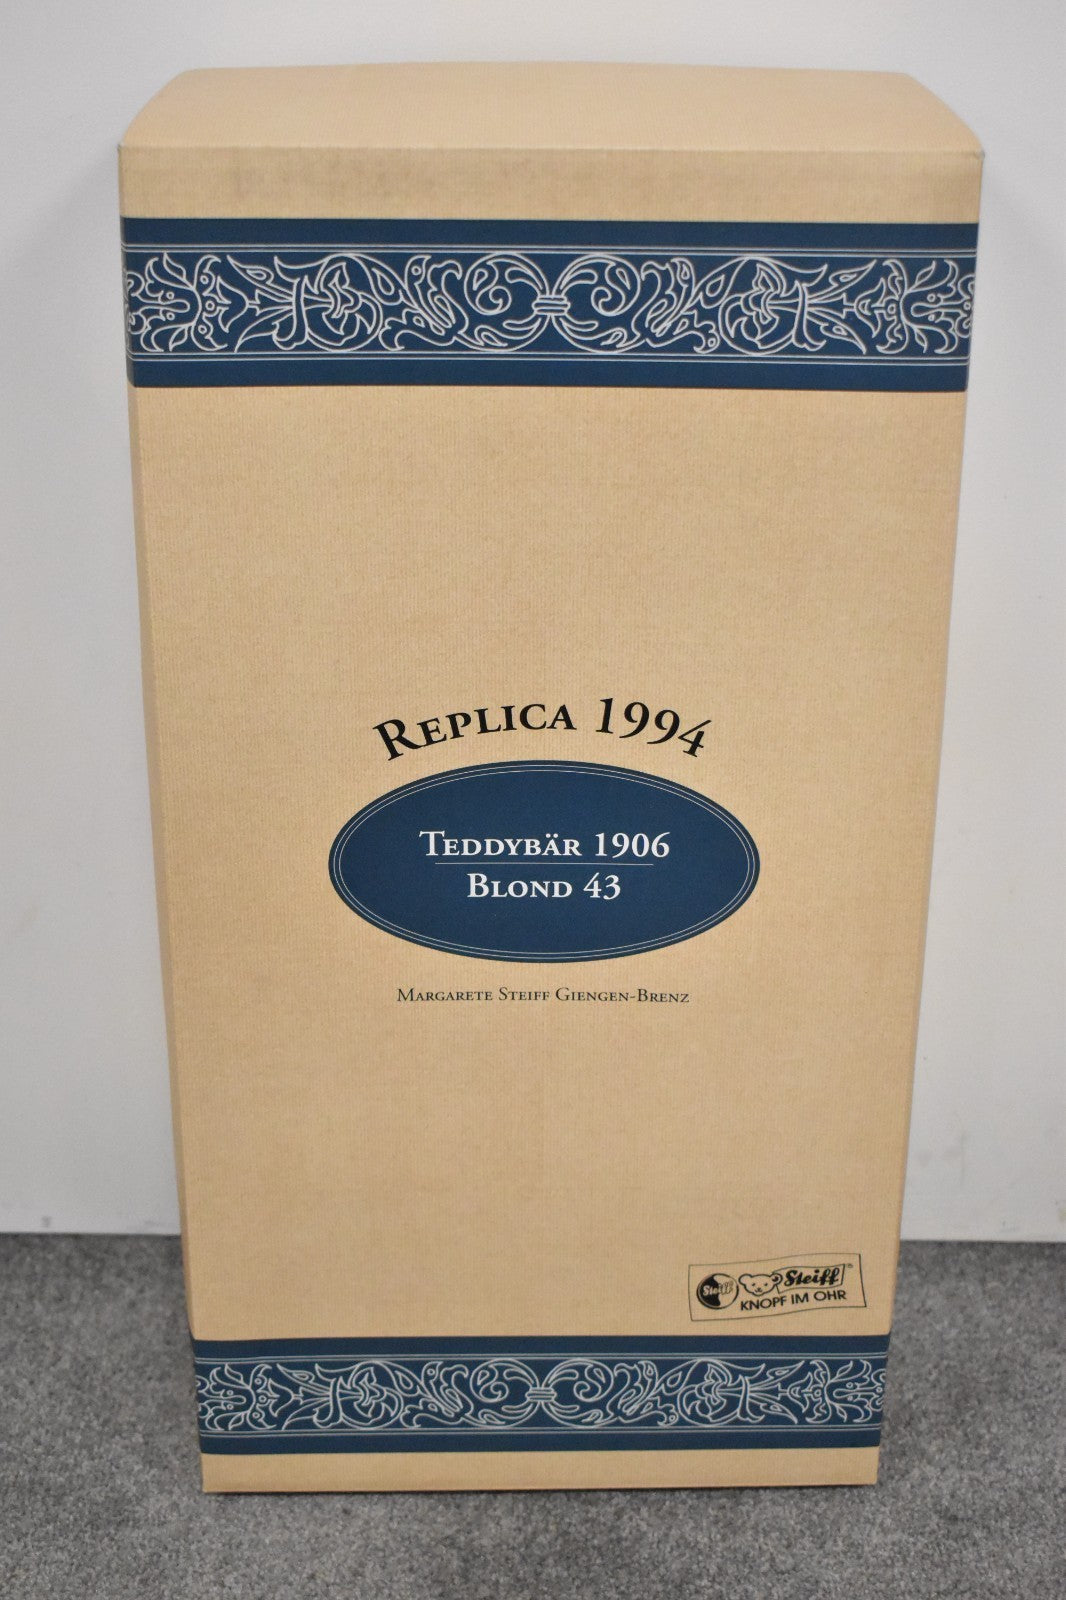 REPLICA 1994
TEDDYBÄR 1906
BLOND 43
MARGARETE STEIFF GIENGEN-BRENZ
Steiff
Steiff®
KNOPF IM OHR